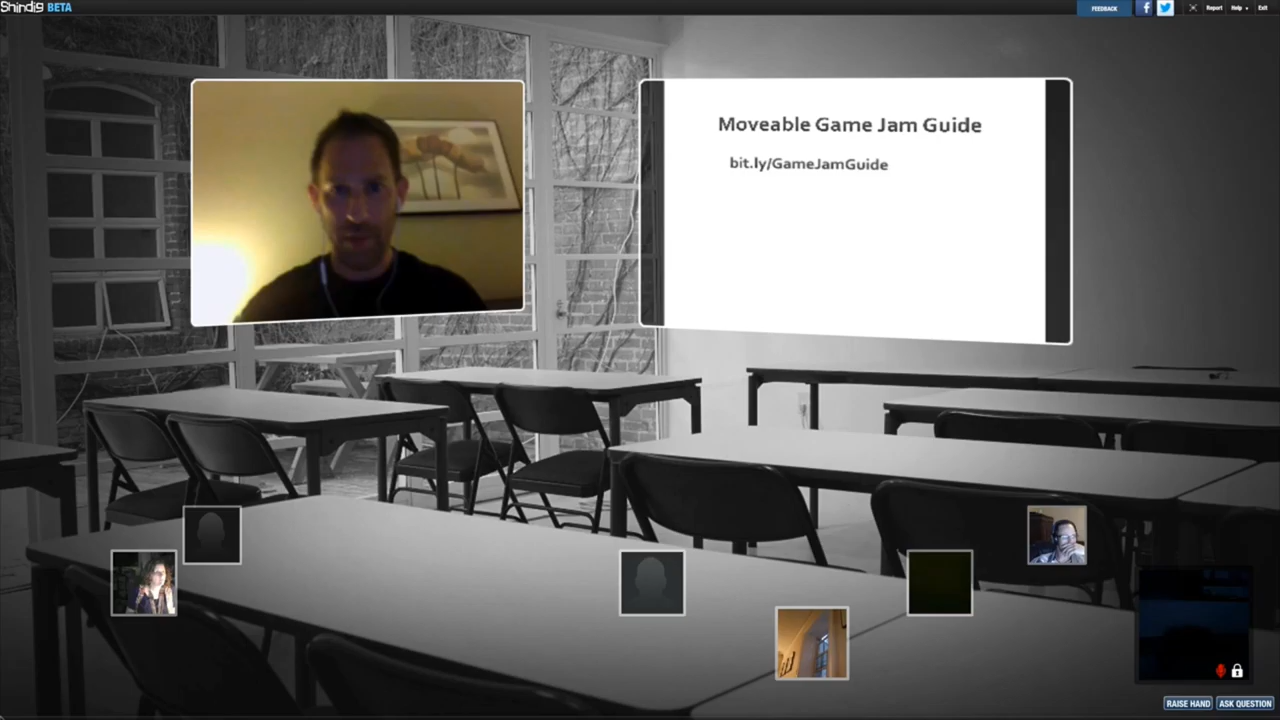 Shindig BETA
FEEDBACK
Report
Help
Exit
Moveable Game Jam Guide
bit.ly/GameJamGuide
RAISE HAND
ASK QUESTION